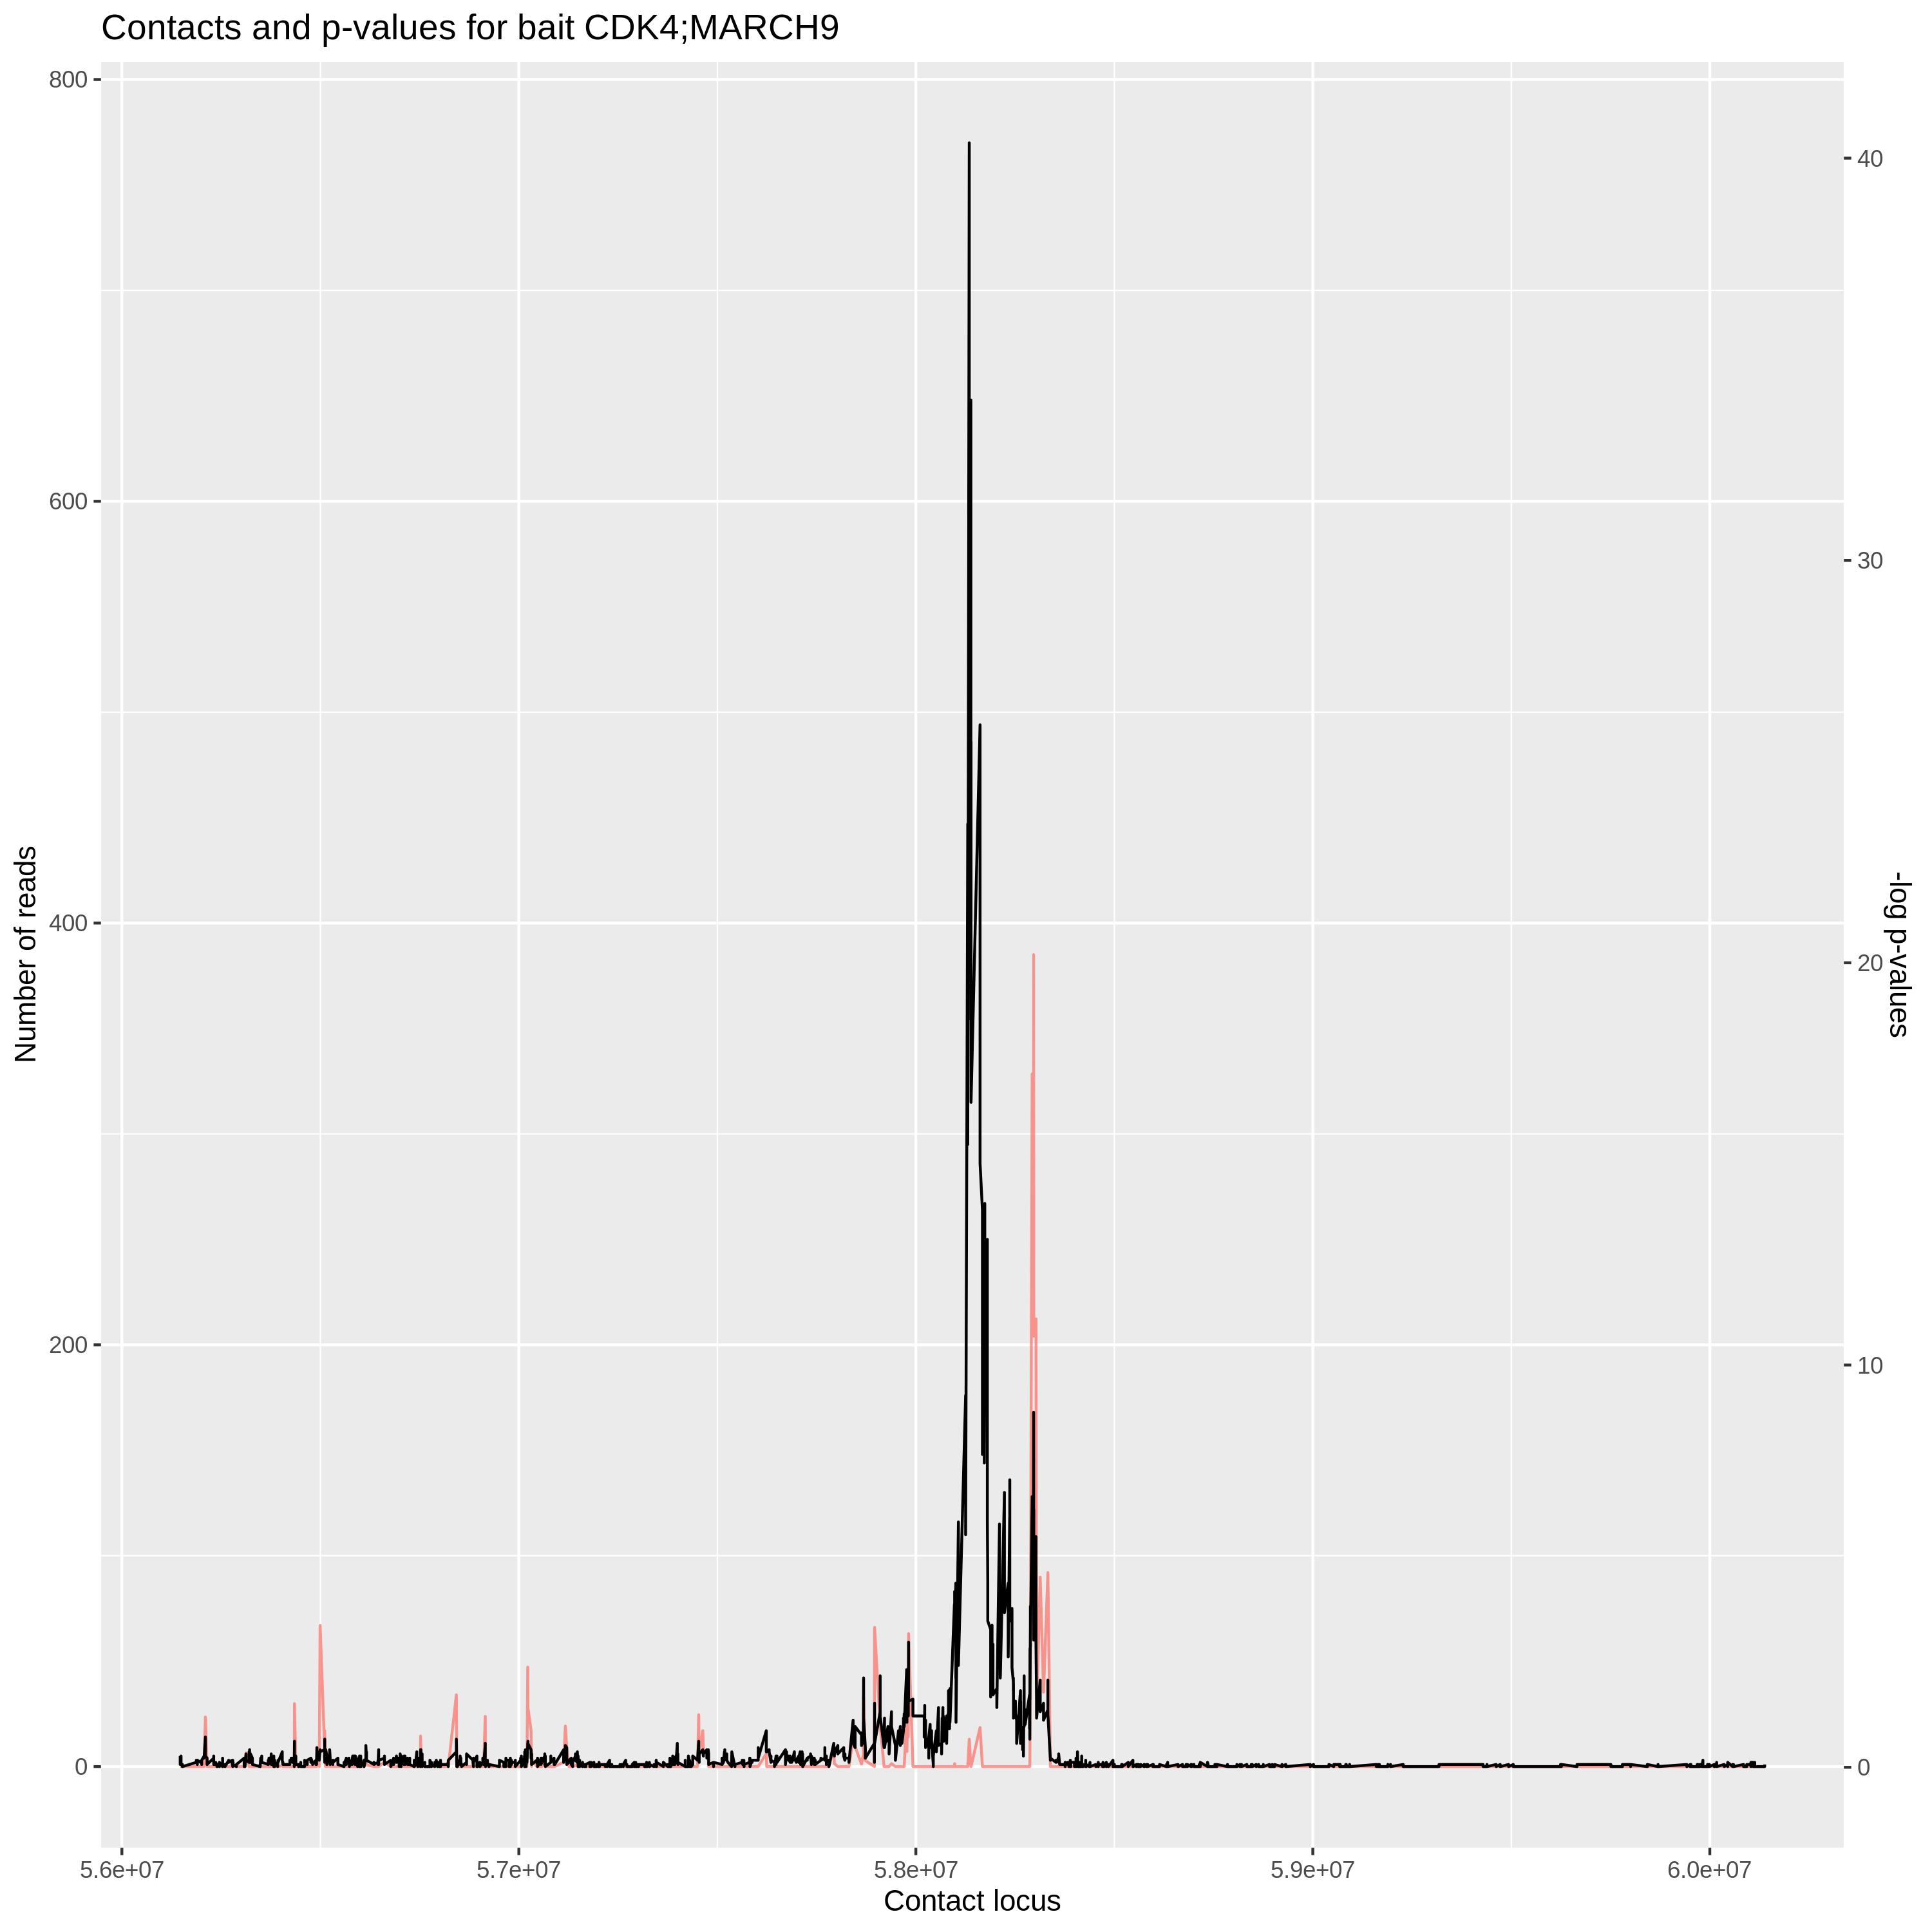 Contacts and p-values for bait CDK4;MARCH9
800
600
400
200
0
Number of reads
40
30
20
10
0
-log p-values
5.6e+07
5.7e+07
5.8e+07
5.9e+07
6.0e+07
Contact locus